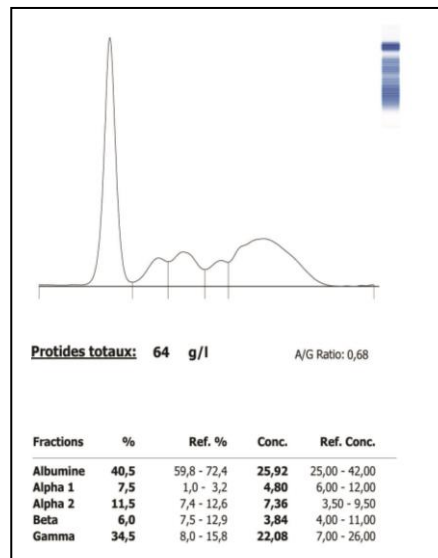 Protides totaux: 64 g/l A/G Ratio: 0,68
Fractions % Ref. % Conc. Ref. Conc.
Albumine 40,5 59,8 - 72,4 25,92 25,00 - 42,00
Alpha 1 7,5 1,0 - 3,2 4,80 6,00 - 12,00
Alpha 2 11,5 7,4 - 12,6 7,36 3,50 - 9,50
Beta 6,0 7,5 - 12,9 3,84 4,00 - 11,00
Gamma 34,5 8,0 - 15,8 22,08 7,00 - 26,00